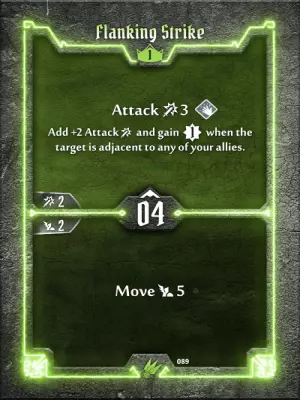 Flanking Strike
1
Attack 3
Add +2 Attack and gain 1 when the
target is adjacent to any of your allies.
2
04
2
Move 5
089